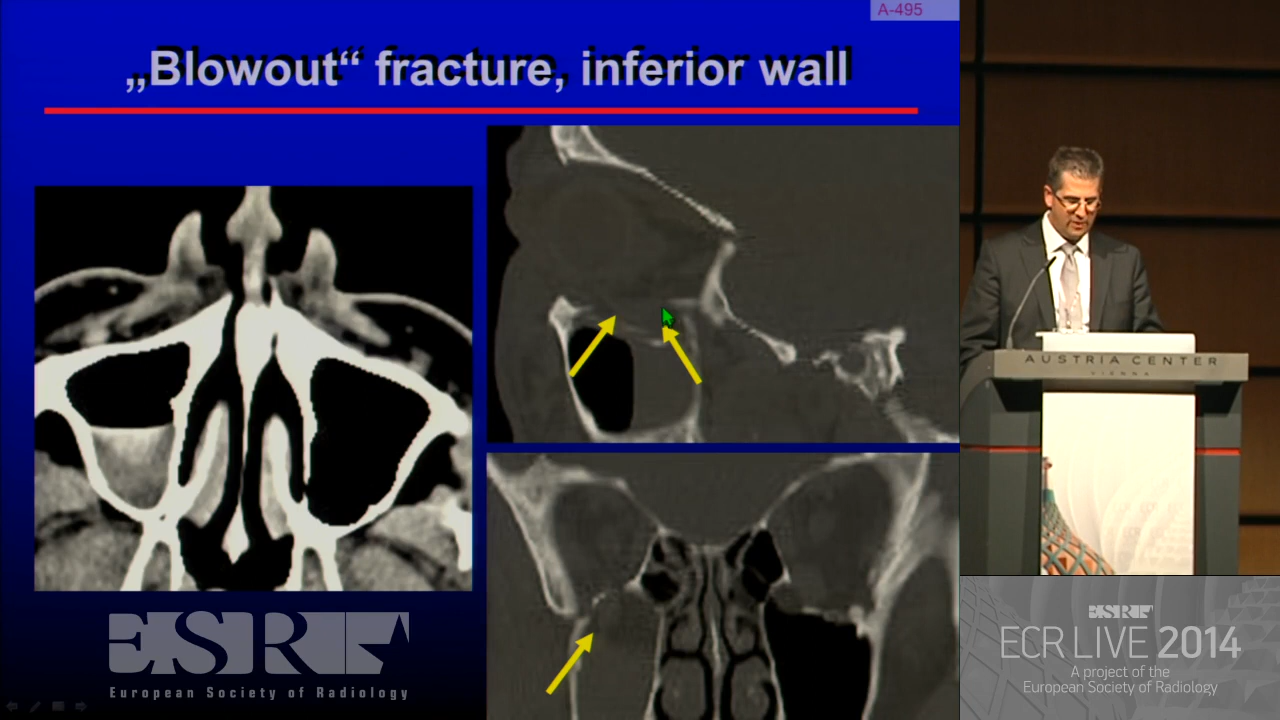 A-495
„Blowout“ fracture, inferior wall
AUSTRIA CENTER
VIENNA
ESR
European Society of Radiology
ESR
ECR LIVE 2014
A project of the
European Society of Radiology